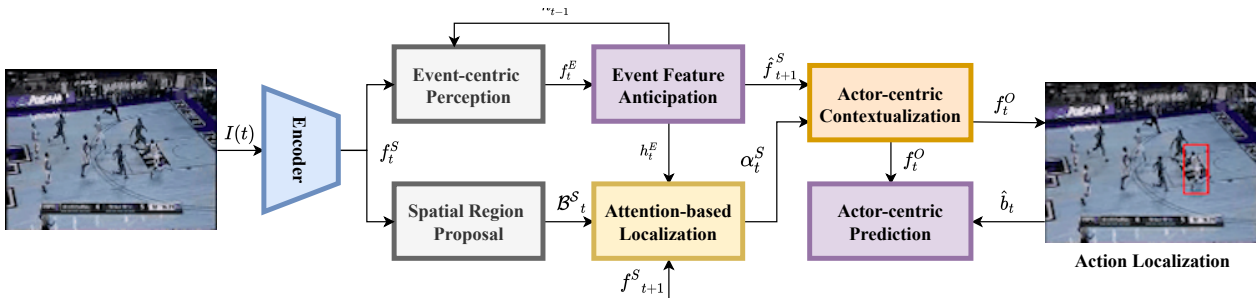 Event-centric
Perception
f_t^E
Event Feature
Anticipation
f̂_{t+1}^S
Actor-centric
Contextualization
f_t^O
I(t)
Encoder
f_t^S
h_t^E
α_t^S
f_t^O
Spatial Region
Proposal
B^S_t
Attention-based
Localization
Actor-centric
Prediction
b̂_t
Action Localization
f^S_{t+1}